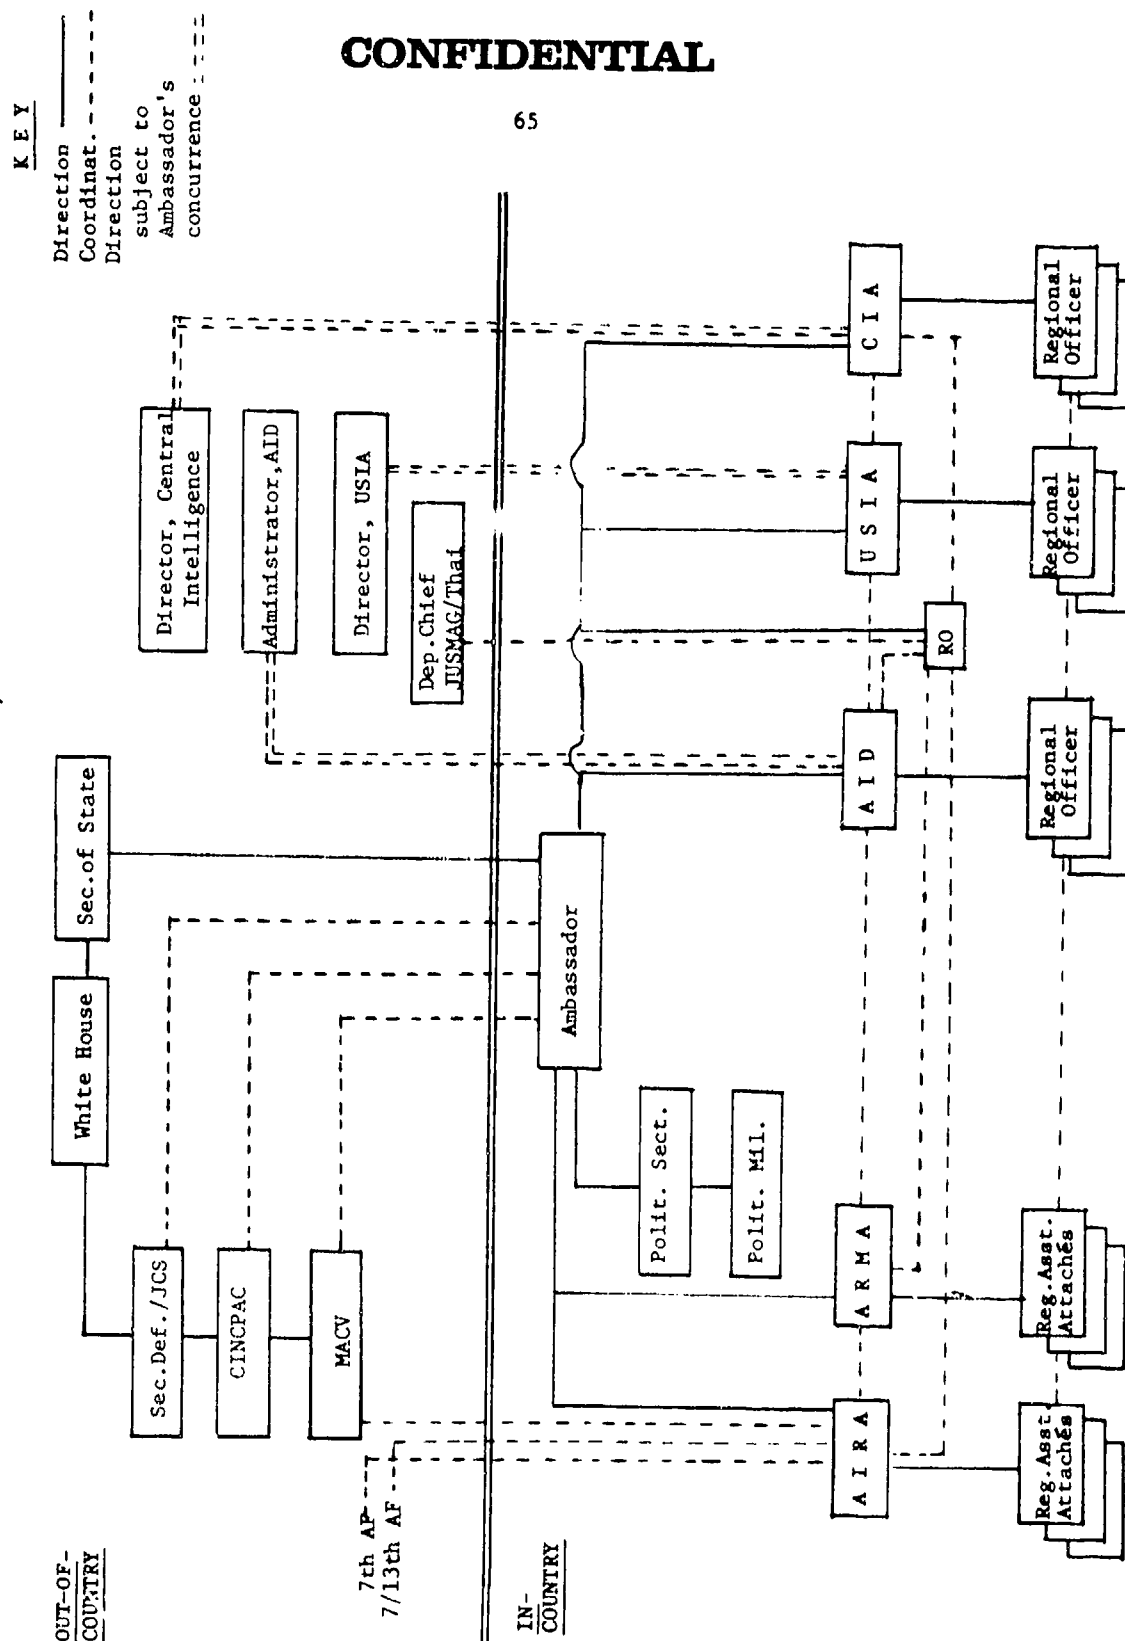 CONFIDENTIAL
65
K E Y
Direction
Coordinat.
Direction
subject to
Ambassador's
concurrence
OUT-OF-
COUNTRY
White House
Sec.of State
Sec.Def./JCS
CINCPAC
MACV
7th AF
7/13th AF
Director, Central
Intelligence
Administrator,AID
Director, USIA
Dep.Chief
JUSMAG/Thai
IN-
COUNTRY
Ambassador
Polit. Sect.
Polit. Mil.
A I R A
A R M A
A I D
U S I A
C I A
RO
Reg.Asst.
Attachés
Reg.Asst.
Attachés
Regional
Officer
Regional
Officer
Regional
Officer